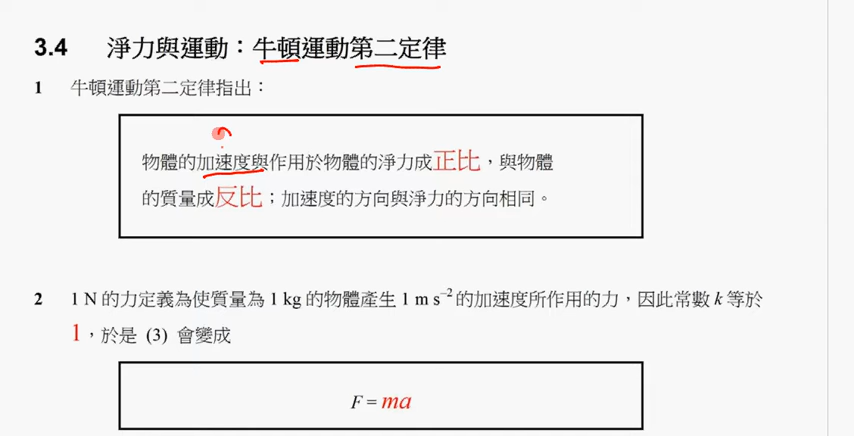 3.4 淨力與運動：牛頓運動第二定律
1 牛頓運動第二定律指出：
物體的加速度與作用於物體的淨力成正比，與物體
的質量成反比；加速度的方向與淨力的方向相同。
2 1 N 的力定義為使質量為 1 kg 的物體產生 1 m s⁻² 的加速度所作用的力，因此常數 k 等於
1，於是 (3) 會變成
F = ma